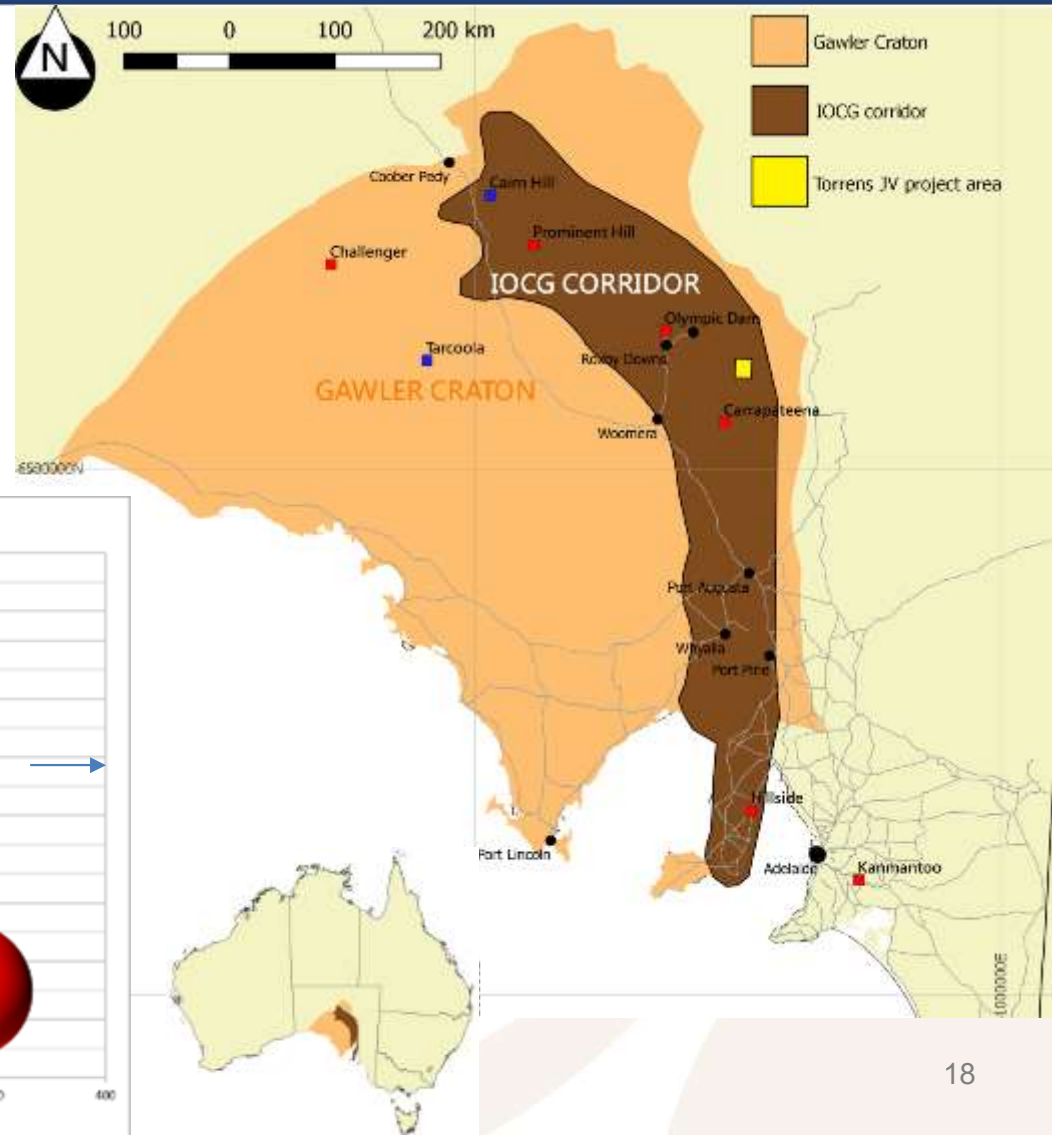 N
100 0 100 200 km
Gawler Craton
IOCG corridor
Torrens JV project area
Coober Pedy
Cairn Hill
Prominent Hill
Challenger
IOCG CORRIDOR
Olympic Dam
Roxby Downs
Tarcoola
GAWLER CRATON
Carrapateena
Woomera
6500000N
Port Augusta
Whyalla
Port Pirie
Hillside
Port Lincoln
Adelaide
Kanmantoo
400
18